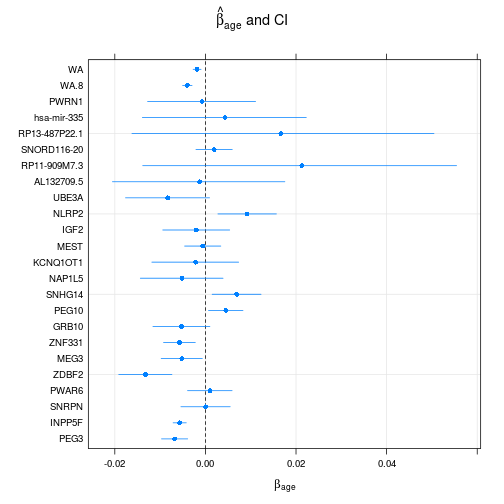 β̂age and CI
WA
WA.8
PWRN1
hsa-mir-335
RP13-487P22.1
SNORD116-20
RP11-909M7.3
AL132709.5
UBE3A
NLRP2
IGF2
MEST
KCNQ1OT1
NAP1L5
SNHG14
PEG10
GRB10
ZNF331
MEG3
ZDBF2
PWAR6
SNRPN
INPP5F
PEG3
-0.02 0.00 0.02 0.04
βage